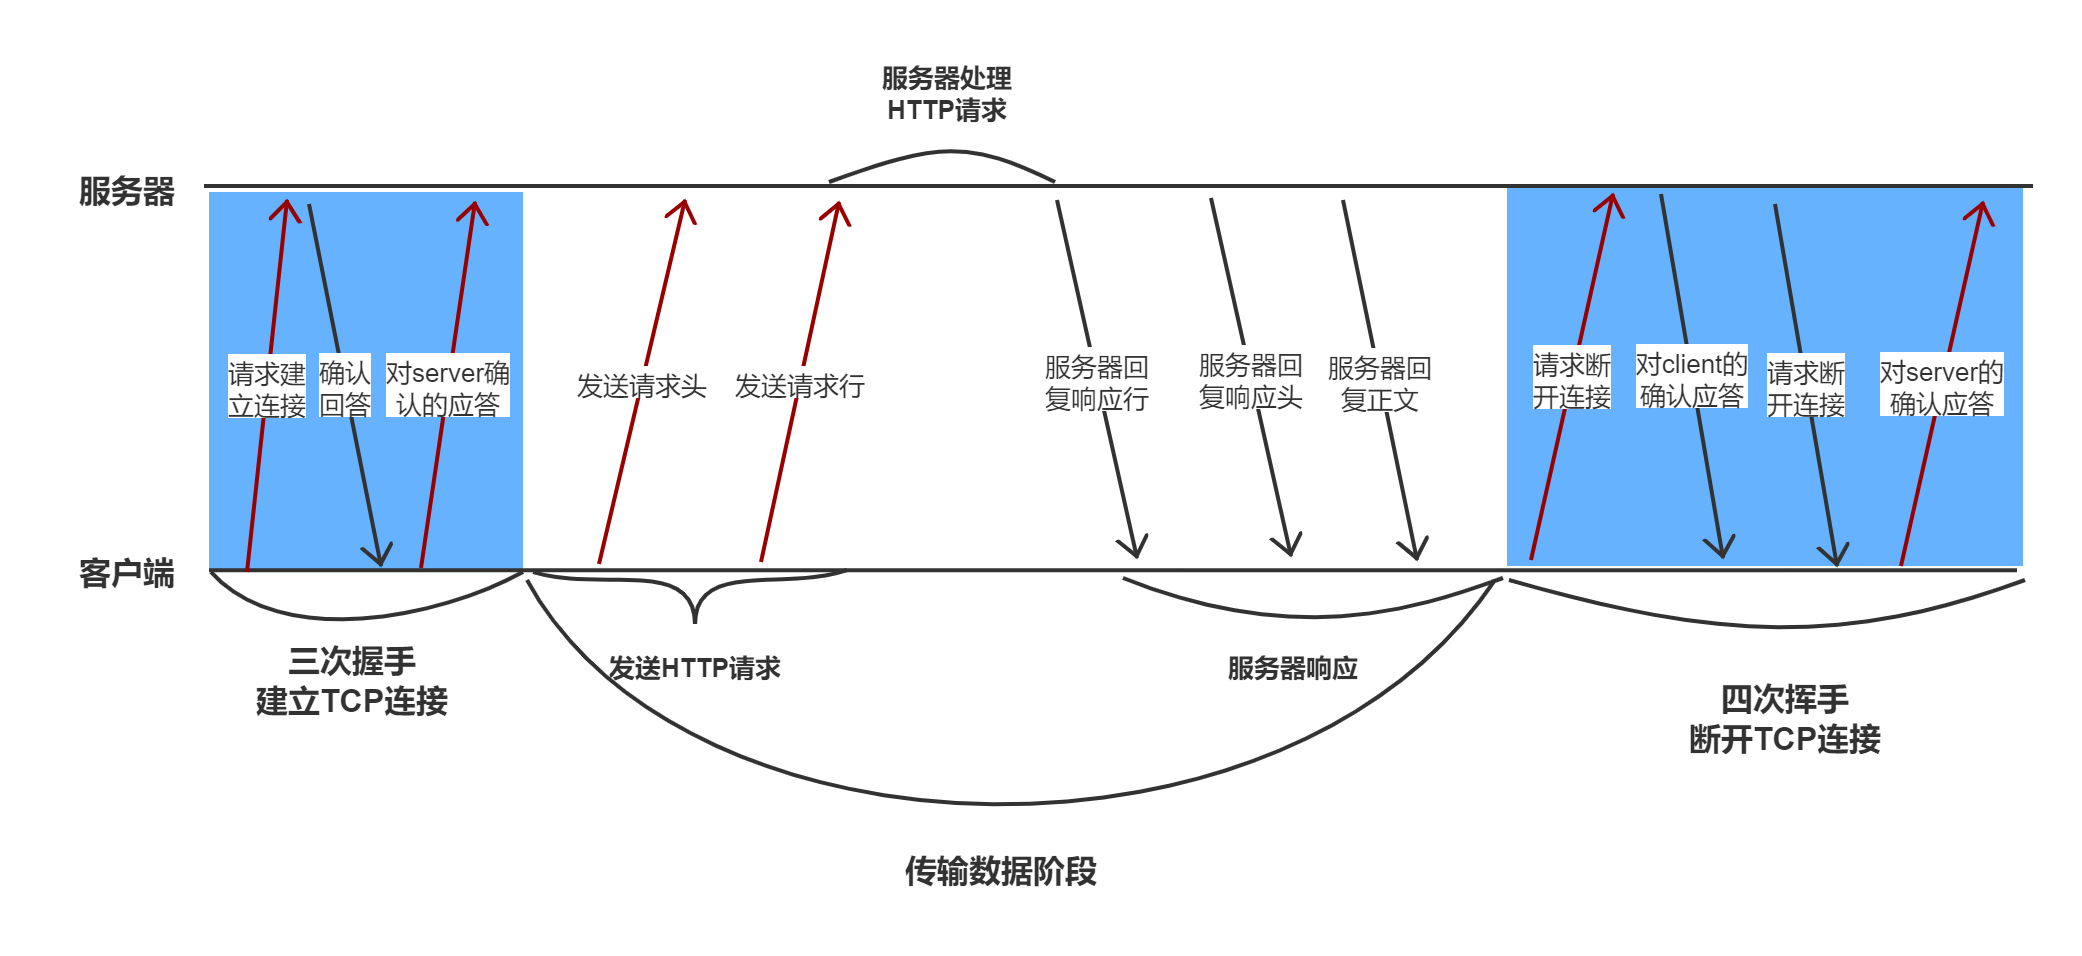 服务器处理
HTTP请求
服务器
请求建
立连接
确认
回答
对server确
认的应答
发送请求头
发送请求行
服务器回
复响应行
服务器回
复响应头
服务器回
复正文
请求断
开连接
对client的
确认应答
请求断
开连接
对server的
确认应答
客户端
三次握手
建立TCP连接
发送HTTP请求
服务器响应
四次挥手
断开TCP连接
传输数据阶段